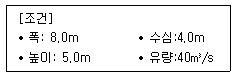 [조건]
• 폭: 8.0m • 수심:4.0m
• 높이: 5.0m • 유량:40㎥/s